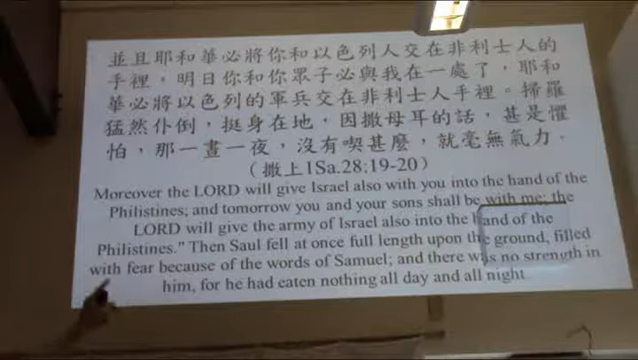 並且耶和華必將你和以色列人交在非利士人的
手裡。明日你和你眾子必與我在一處了，耶和
華必將以色列的軍兵交在非利士人手裡。掃羅
猛然仆倒，挺身在地，因撒母耳的話，甚是懼
怕，那一晝一夜，沒有喫甚麼，就毫無氣力。
(撒上1Sa.28:19-20)
Moreover the LORD will give Israel also with you into the hand of the
Philistines; and tomorrow you and your sons shall be with me; the
LORD will give the army of Israel also into the hand of the
Philistines." Then Saul fell at once full length upon the ground, filled
with fear because of the words of Samuel; and there was no strength in
him, for he had eaten nothing all day and all night